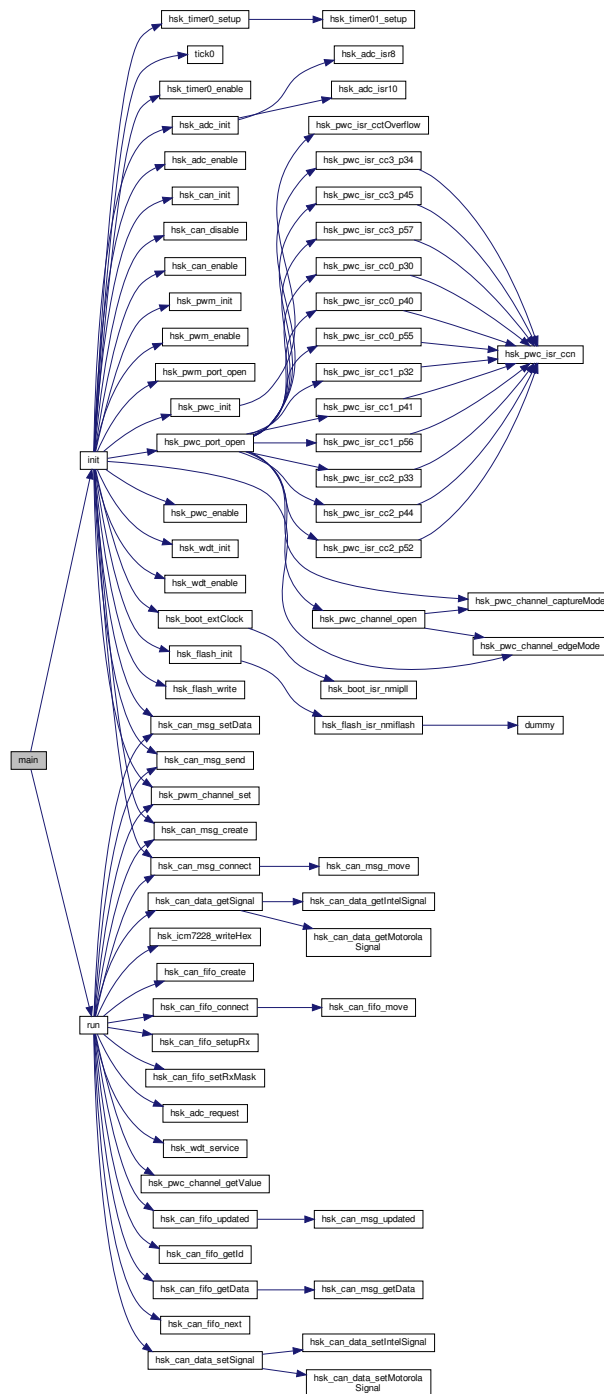 hsk_timer0_setup
hsk_timer01_setup
tick0
hsk_adc_isr8
hsk_timer0_enable
hsk_adc_isr10
hsk_adc_init
hsk_pwc_isr_cctOverflow
hsk_adc_enable
hsk_pwc_isr_cc3_p34
hsk_can_init
hsk_pwc_isr_cc3_p45
hsk_can_disable
hsk_pwc_isr_cc3_p57
hsk_can_enable
hsk_pwc_isr_cc0_p30
hsk_pwm_init
hsk_pwc_isr_cc0_p40
hsk_pwm_enable
hsk_pwc_isr_cc0_p55
hsk_pwc_isr_ccn
hsk_pwm_port_open
hsk_pwc_isr_cc1_p32
hsk_pwc_init
hsk_pwc_isr_cc1_p41
hsk_pwc_port_open
hsk_pwc_isr_cc1_p56
init
hsk_pwc_isr_cc2_p33
hsk_pwc_enable
hsk_pwc_isr_cc2_p44
hsk_wdt_init
hsk_pwc_isr_cc2_p52
hsk_wdt_enable
hsk_pwc_channel_captureMode
hsk_boot_extClock
hsk_pwc_channel_open
hsk_pwc_channel_edgeMode
hsk_flash_init
hsk_flash_write
hsk_boot_isr_nmipll
hsk_can_msg_setData
hsk_flash_isr_nmiflash
dummy
main
hsk_can_msg_send
hsk_pwm_channel_set
hsk_can_msg_create
hsk_can_msg_connect
hsk_can_msg_move
hsk_can_data_getSignal
hsk_can_data_getIntelSignal
hsk_icm7228_writeHex
hsk_can_data_getMotorola
Signal
hsk_can_fifo_create
hsk_can_fifo_connect
hsk_can_fifo_move
run
hsk_can_fifo_setupRx
hsk_can_fifo_setRxMask
hsk_adc_request
hsk_wdt_service
hsk_pwc_channel_getValue
hsk_can_fifo_updated
hsk_can_msg_updated
hsk_can_fifo_getId
hsk_can_fifo_getData
hsk_can_msg_getData
hsk_can_fifo_next
hsk_can_data_setIntelSignal
hsk_can_data_setSignal
hsk_can_data_setMotorola
Signal